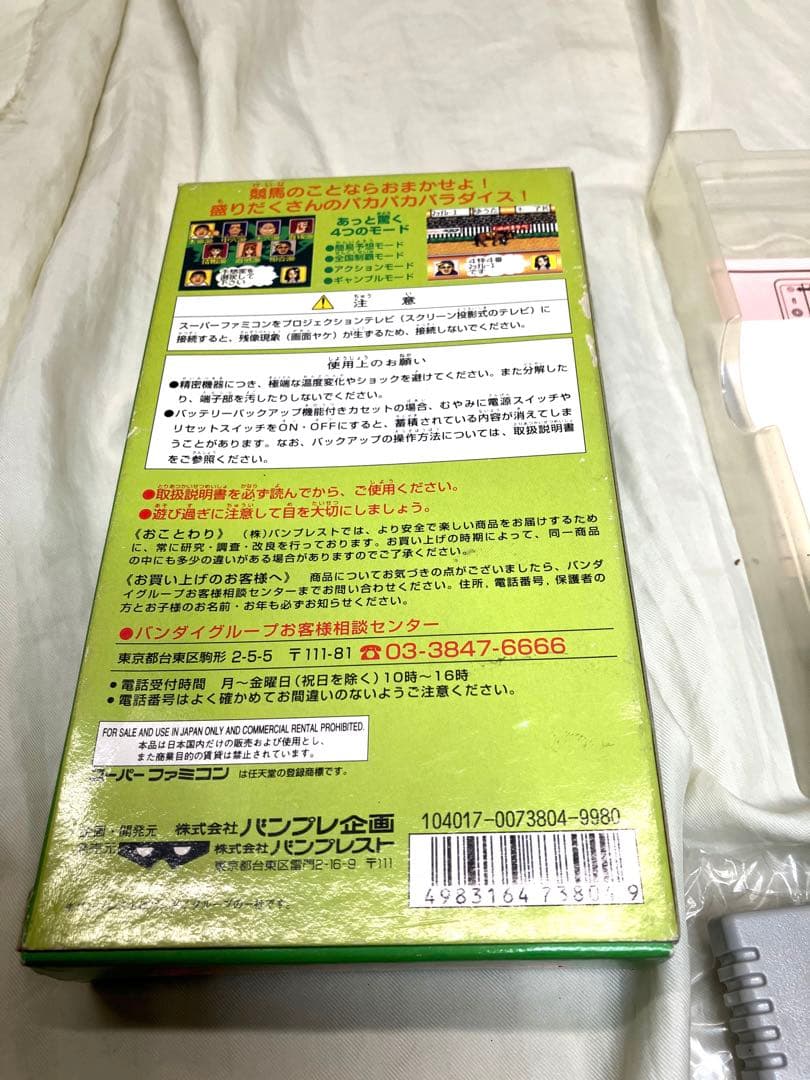 競馬のことならおまかせよ！
盛りだくさんのパカパカパラダイス！
あっと驚く
4つのモード
●簡易予想モード
●全国制覇モード
●アクションモード
●ギャンブルモード
予想家を
選択して
下さい
4枠4番
です
⚠ 注 意
スーパーファミコンをプロジェクションテレビ（スクリーン投影式のテレビ）に
接続すると、残像現象（画面ヤケ）が生ずるため、接続しないでください。
使用上のお願い
●精密機器につき、極端な温度変化やショックを避けてください。また分解した
り、端子部を汚したりしないでください。
●バッテリーバックアップ機能付きカセットの場合、むやみに電源スイッチや
リセットスイッチをON・OFFにすると、蓄積されている内容が消えてしま
うことがあります。なお、バックアップの操作方法については、取扱説明書
をご参照ください。
●取扱説明書を必ず読んでから、ご使用ください。
●遊び過ぎに注意して目を大切にしましょう。
《おことわり》 （株）バンプレストでは、より安全で楽しい商品をお届けするため
に、常に研究・調査・改良を行っております。お買い上げの時期によって、同一商品
の中にも多少の違いがある場合がありますのでご了承ください。
《お買い上げのお客様へ》 商品についてお気づきの点がございましたら、バンダ
イグループお客様相談センターまでお問い合わせください。住所，電話番号，保護者の
方とお子様のお名前・お年も必ずお知らせください。
●バンダイグループお客様相談センター
東京都台東区駒形 2-5-5 〒111-81 ☎03-3847-6666
●電話受付時間 月〜金曜日（祝日を除く）10時〜16時
●電話番号はよく確かめてお間違いのないようご注意ください。
FOR SALE AND USE IN JAPAN ONLY AND COMMERCIAL RENTAL PROHIBITED.
本品は日本国内だけの販売および使用とし、
また商業目的の賃貸は禁止されています。
スーパーファミコン は任天堂の登録商標です。
企画・開発元 株式会社バンプレ企画
発売元 株式会社バンプレスト
東京都台東区雷門2-16-9 〒111
104017-0073804-9980
4983164 738049